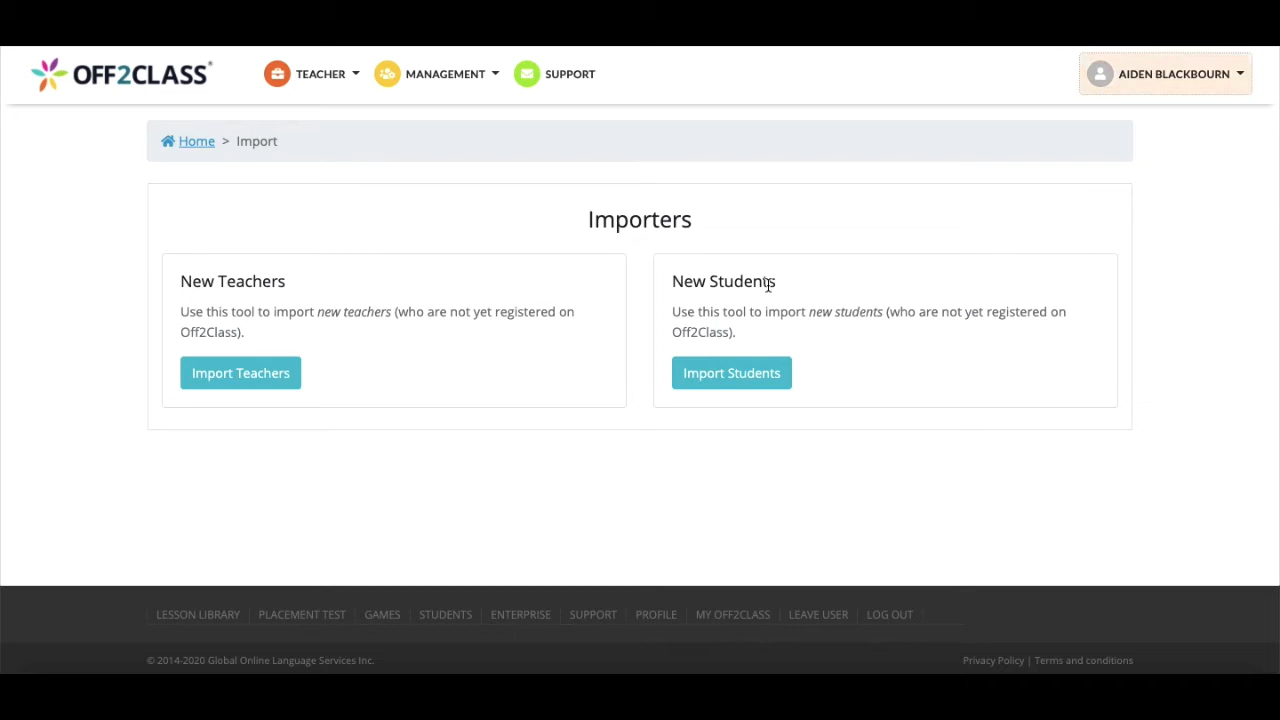 OFF2CLASS®
TEACHER
MANAGEMENT
SUPPORT
AIDEN BLACKBOURN
Home > Import
Importers
New Teachers
Use this tool to import new teachers (who are not yet registered on
Off2Class).
Import Teachers
New Students
Use this tool to import new students (who are not yet registered on
Off2Class).
Import Students
LESSON LIBRARY
PLACEMENT TEST
GAMES
STUDENTS
ENTERPRISE
SUPPORT
PROFILE
MY OFF2CLASS
LEAVE USER
LOG OUT
© 2014-2020 Global Online Language Services Inc.
Privacy Policy | Terms and conditions